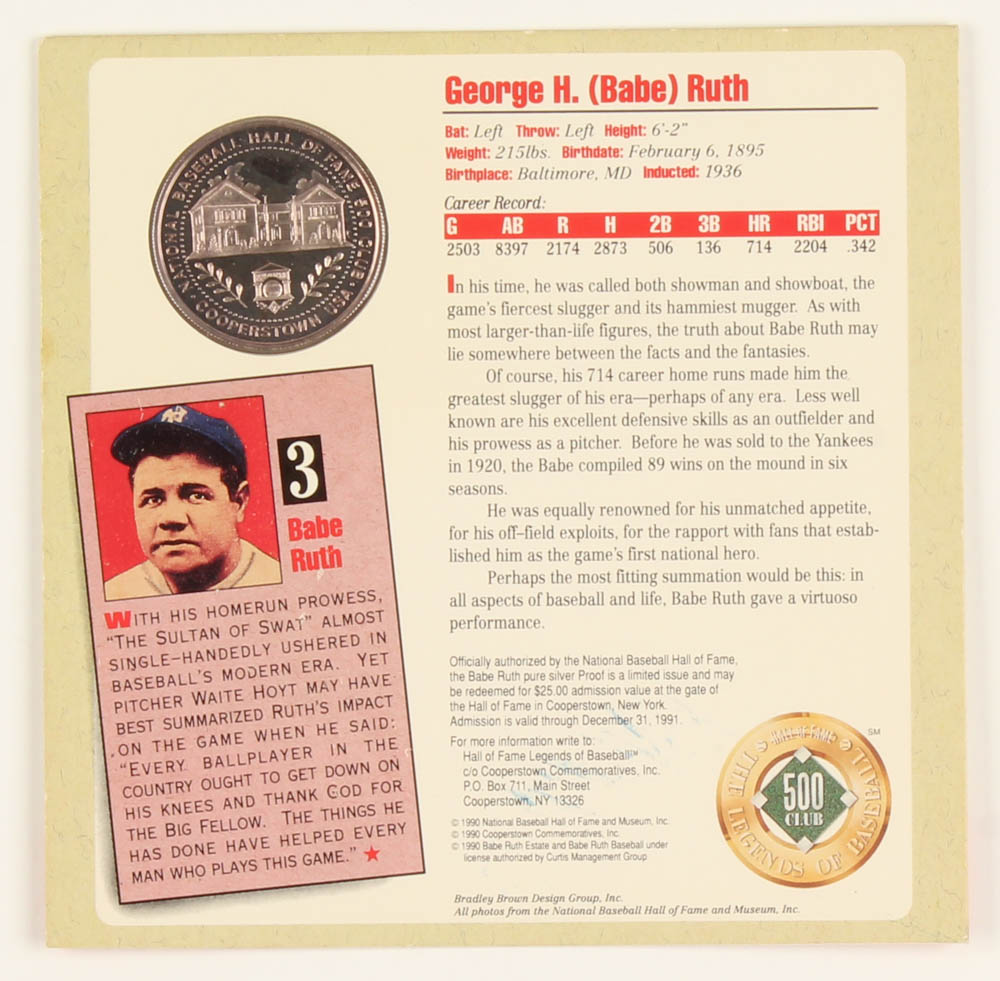 NATIONAL BASEBALL HALL OF FAME 500 CLUB
COOPERSTOWN USA
George H. (Babe) Ruth
Bat: Left Throw: Left Height: 6'-2"
Weight: 215lbs. Birthdate: February 6, 1895
Birthplace: Baltimore, MD Inducted: 1936
Career Record:
G AB R H 2B 3B HR RBI PCT
2503 8397 2174 2873 506 136 714 2204 .342
In his time, he was called both showman and showboat, the
game's fiercest slugger and its hammiest mugger. As with
most larger-than-life figures, the truth about Babe Ruth may
lie somewhere between the facts and the fantasies.
Of course, his 714 career home runs made him the
greatest slugger of his era—perhaps of any era. Less well
known are his excellent defensive skills as an outfielder and
his prowess as a pitcher. Before he was sold to the Yankees
in 1920, the Babe compiled 89 wins on the mound in six
seasons.
He was equally renowned for his unmatched appetite,
for his off-field exploits, for the rapport with fans that estab-
lished him as the game's first national hero.
Perhaps the most fitting summation would be this: in
all aspects of baseball and life, Babe Ruth gave a virtuoso
performance.
Officially authorized by the National Baseball Hall of Fame,
the Babe Ruth pure silver Proof is a limited issue and may
be redeemed for $25.00 admission value at the gate of
the Hall of Fame in Cooperstown, New York.
Admission is valid through December 31, 1991.
For more information write to:
Hall of Fame Legends of Baseball™
c/o Cooperstown Commemoratives, Inc.
P.O. Box 711, Main Street
Cooperstown, NY 13326
© 1990 National Baseball Hall of Fame and Museum, Inc.
© 1990 Cooperstown Commemoratives, Inc.
© 1990 Babe Ruth Estate and Babe Ruth Baseball under
license authorized by Curtis Management Group
Bradley Brown Design Group, Inc.
All photos from the National Baseball Hall of Fame and Museum, Inc.
NY
3
Babe
Ruth
WITH HIS HOMERUN PROWESS,
"THE SULTAN OF SWAT" ALMOST
SINGLE-HANDEDLY USHERED IN
BASEBALL'S MODERN ERA. YET
PITCHER WAITE HOYT MAY HAVE
BEST SUMMARIZED RUTH'S IMPACT
ON THE GAME WHEN HE SAID:
"EVERY BALLPLAYER IN THE
COUNTRY OUGHT TO GET DOWN ON
HIS KNEES AND THANK GOD FOR
THE BIG FELLOW. THE THINGS HE
HAS DONE HAVE HELPED EVERY
MAN WHO PLAYS THIS GAME." ★
HALL OF FAME
THE LEGENDS OF BASEBALL
500
CLUB
SM